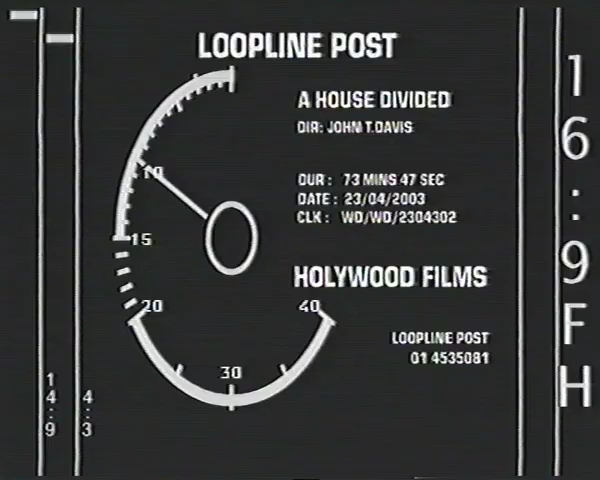 LOOPLINE POST
A HOUSE DIVIDED
DIR: JOHN T.DAVIS
DUR : 73 MINS 47 SEC
DATE : 23/04/2003
CLK : WD/WD/2304302
HOLYWOOD FILMS
LOOPLINE POST
01 4535081
10
15
20
30
40
14:9
4:3
16:9FH